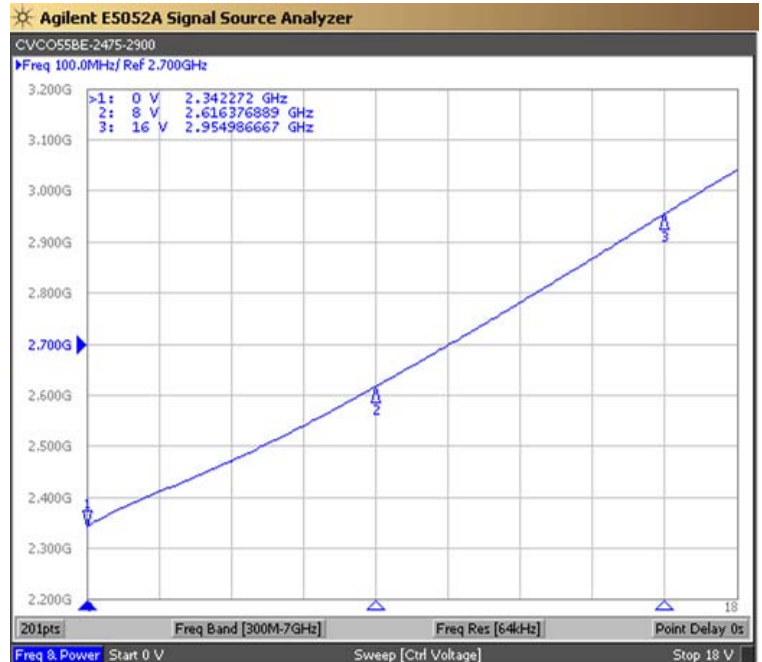 Agilent E5052A Signal Source Analyzer
CVCO55BE-2475-2900
Freq 100.0MHz/ Ref 2.700GHz
3.200G
>1: 0 V 2.342272 GHz
2: 8 V 2.616376889 GHz
3: 16 V 2.954986667 GHz
3.100G
3.000G
2.900G
3
2.800G
2.700G
2.600G
2
2.500G
2.400G
1
2.300G
2.200G
18
201pts Freq Band [300M-7GHz] Freq Res [64kHz] Point Delay 0s
Freq & Power Start 0 V Sweep [Ctrl Voltage] Stop 18 V